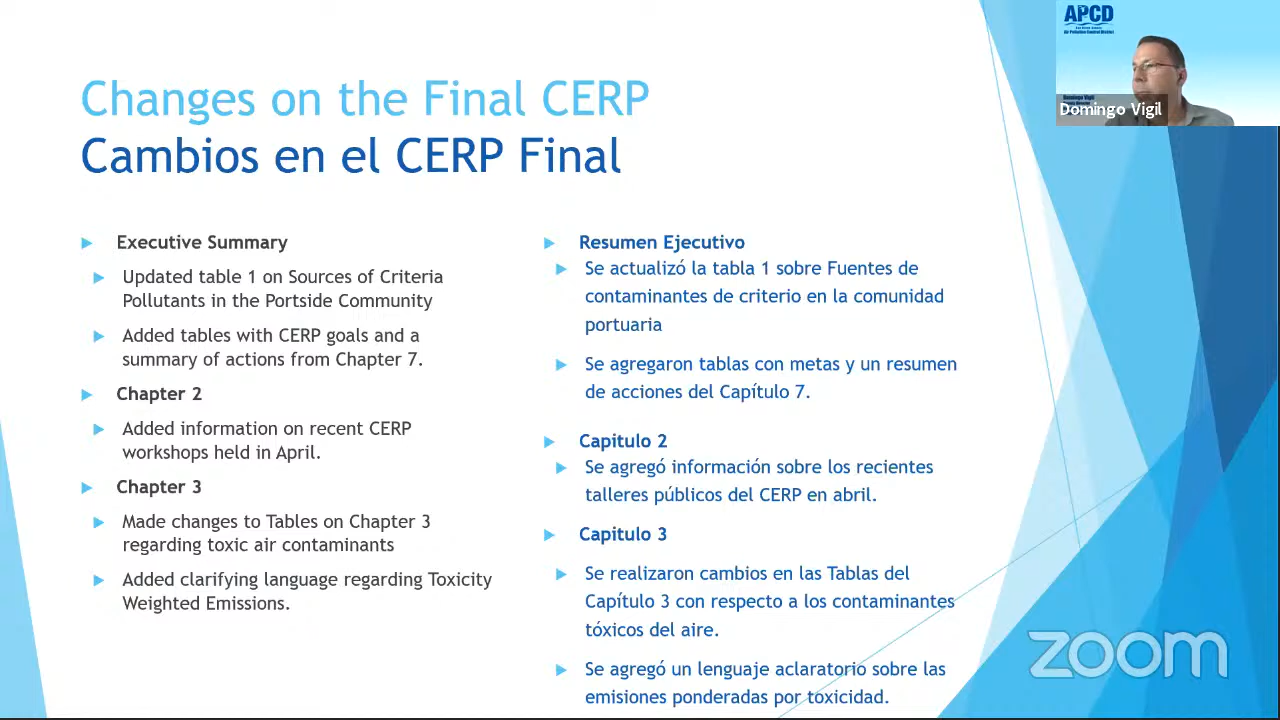 Changes on the Final CERP
Cambios en el CERP Final
Executive Summary
Updated table 1 on Sources of Criteria
Pollutants in the Portside Community
Added tables with CERP goals and a
summary of actions from Chapter 7.
Chapter 2
Added information on recent CERP
workshops held in April.
Chapter 3
Made changes to Tables on Chapter 3
regarding toxic air contaminants
Added clarifying language regarding Toxicity
Weighted Emissions.
Resumen Ejecutivo
Se actualizó la tabla 1 sobre Fuentes de
contaminantes de criterio en la comunidad
portuaria
Se agregaron tablas con metas y un resumen
de acciones del Capítulo 7.
Capitulo 2
Se agregó información sobre los recientes
talleres públicos del CERP en abril.
Capitulo 3
Se realizaron cambios en las Tablas del
Capítulo 3 con respecto a los contaminantes
tóxicos del aire.
Se agregó un lenguaje aclaratorio sobre las
emisiones ponderadas por toxicidad.
APCD
Air Pollution Control District
Domingo Vigil
Domingo Vigil
zoom